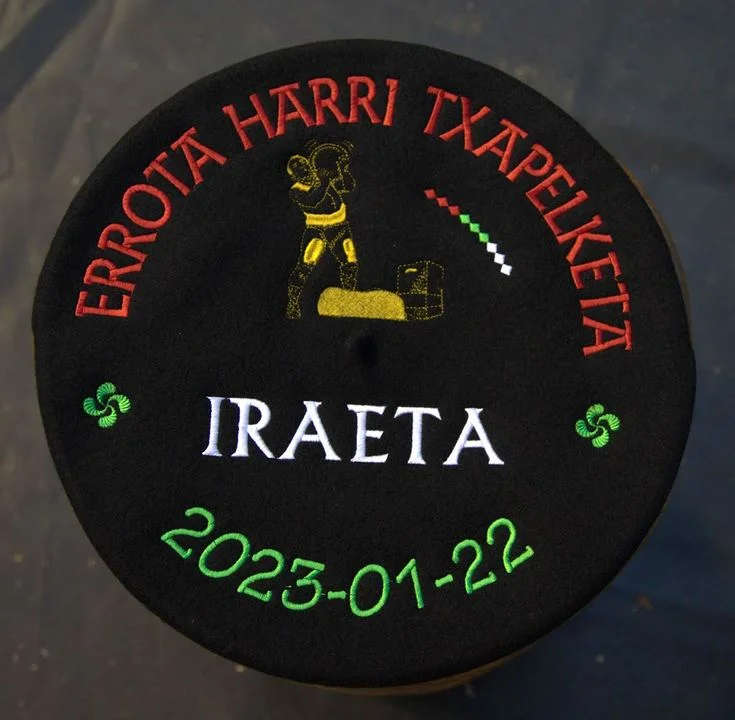 ERROTA HARRI TXAPELKETA
IRAETA
2023-01-22